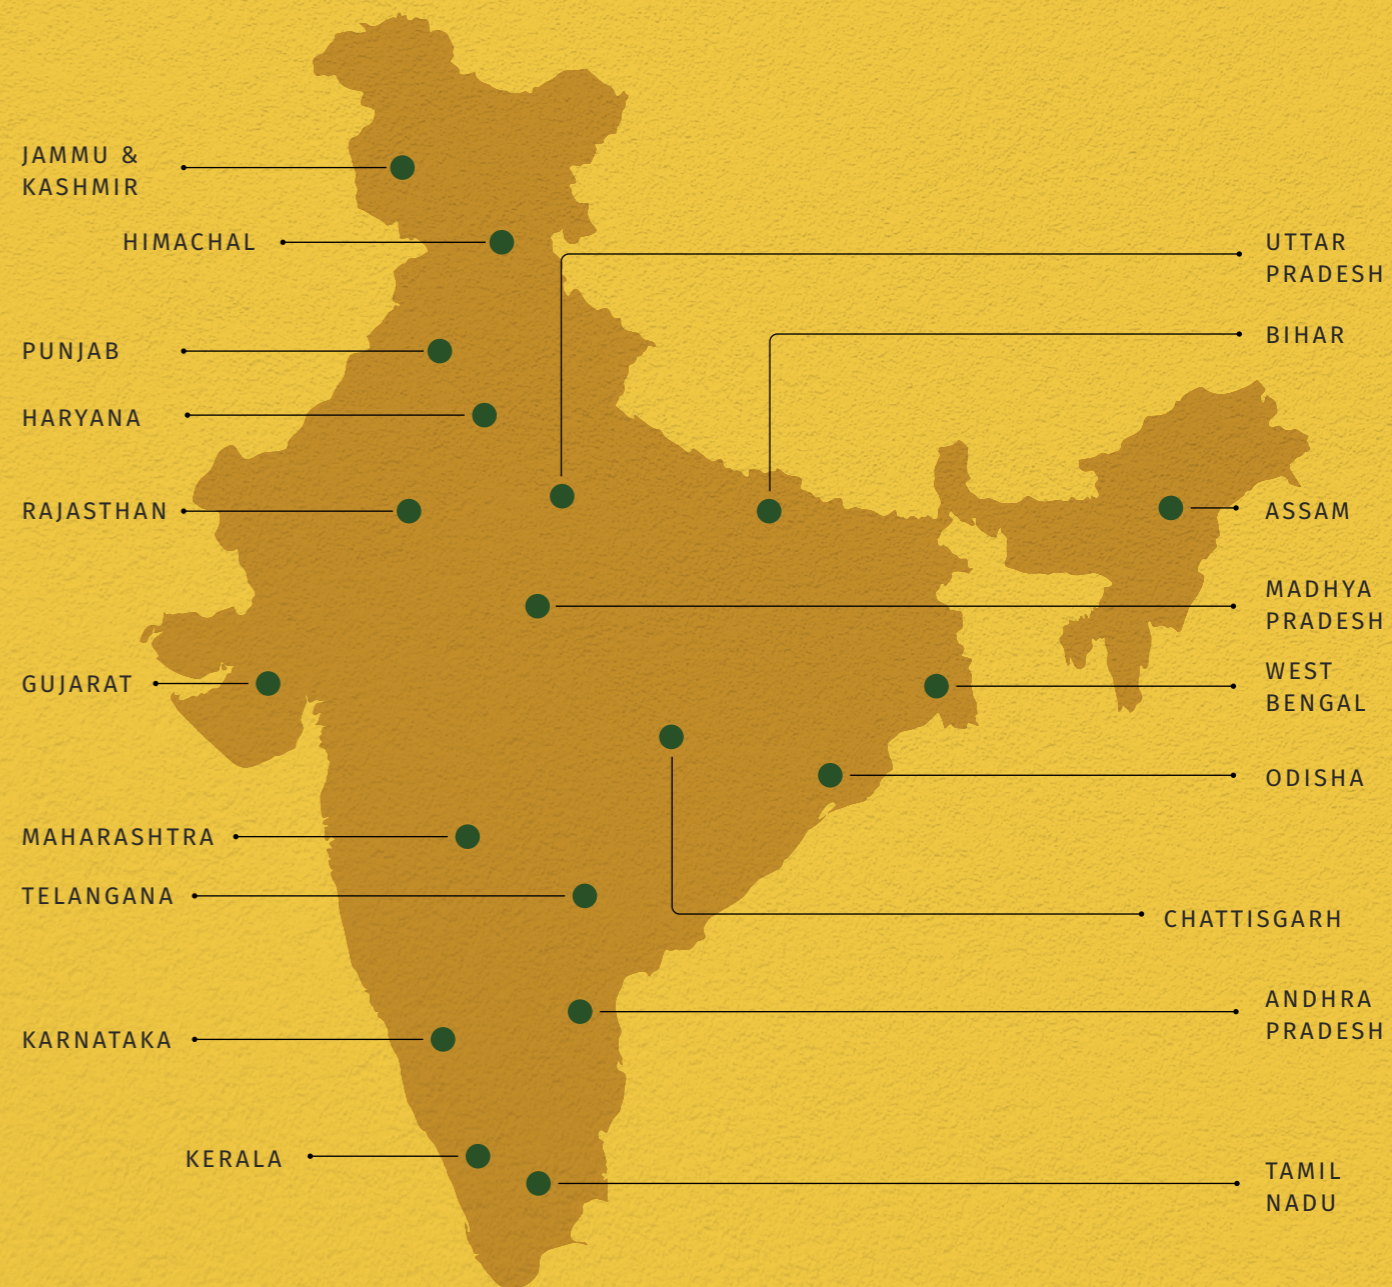 JAMMU &
KASHMIR
HIMACHAL
PUNJAB
HARYANA
RAJASTHAN
GUJARAT
MAHARASHTRA
TELANGANA
KARNATAKA
KERALA
UTTAR
PRADESH
BIHAR
ASSAM
MADHYA
PRADESH
WEST
BENGAL
ODISHA
CHATTISGARH
ANDHRA
PRADESH
TAMIL
NADU